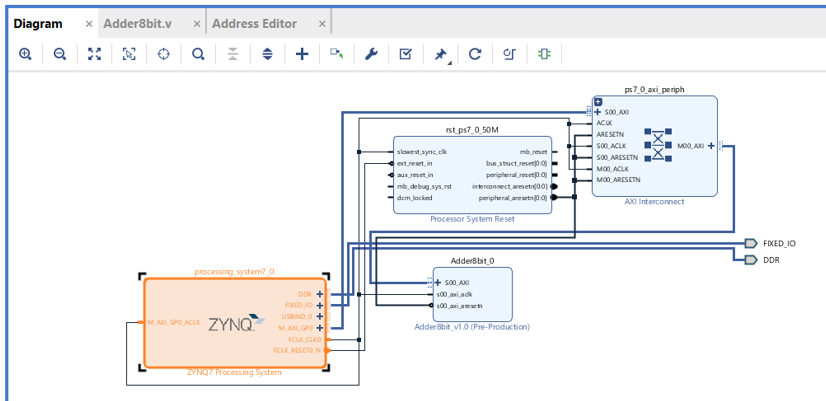 Diagram
Adder8bit.v
Address Editor
ps7_0_axi_periph
S00_AXI
ACLK
ARESETN
S00_ACLK
S00_ARESETN
M00_ACLK
M00_ARESETN
M00_AXI
AXI Interconnect
rst_ps7_0_50M
slowest_sync_clk
ext_reset_in
aux_reset_in
mb_debug_sys_rst
dcm_locked
mb_reset
bus_struct_reset[0:0]
peripheral_reset[0:0]
interconnect_aresetn[0:0]
peripheral_aresetn[0:0]
Processor System Reset
FIXED_IO
DDR
Adder8bit_0
S00_AXI
s00_axi_aclk
s00_axi_aresetn
Adder8bit_v1.0 (Pre-Production)
processing_system7_0
M_AXI_GP0_ACLK
ZYNQ
DDR
FIXED_IO
USBIND_0
M_AXI_GP0
FCLK_CLK0
FCLK_RESET0_N
ZYNQ7 Processing System